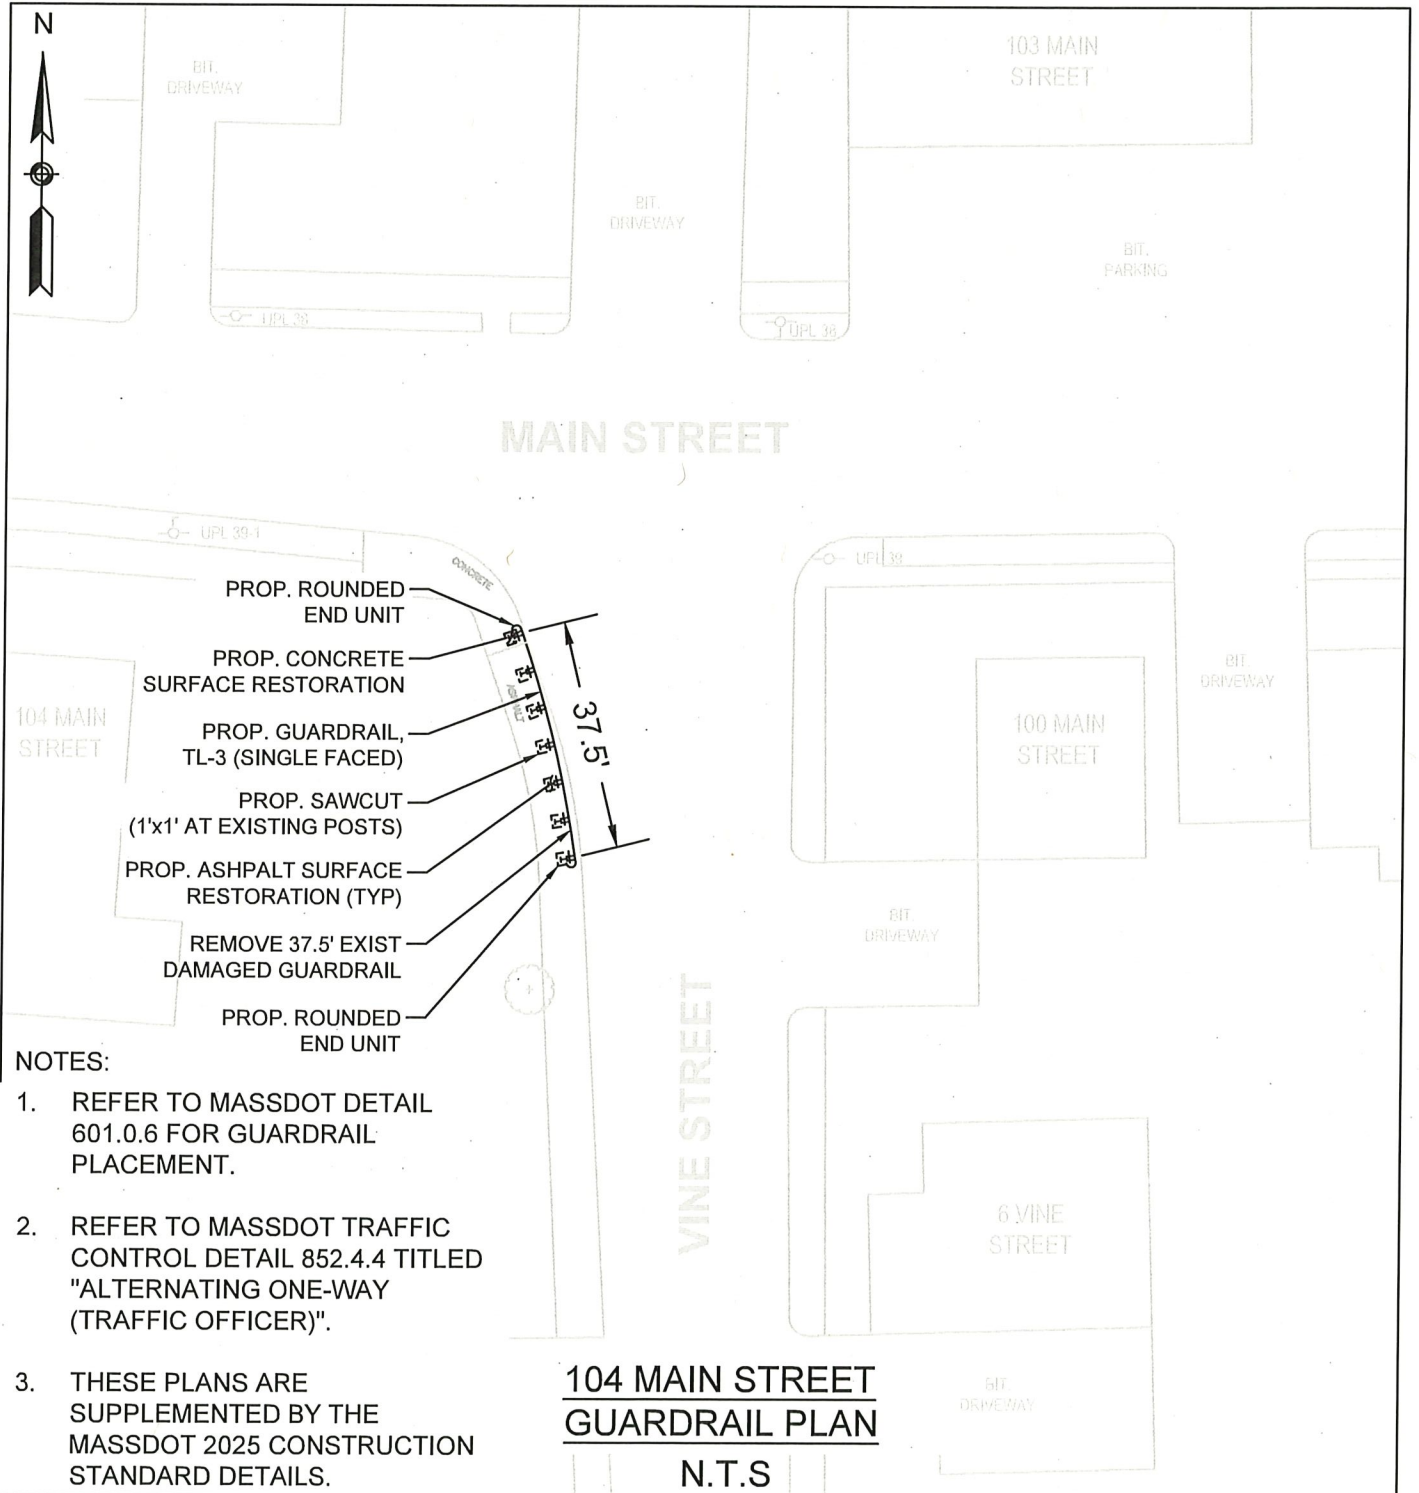 N
BIT.
DRIVEWAY
103 MAIN
STREET
BIT.
DRIVEWAY
BIT.
PARKING
UPL 38
UPL 38
MAIN STREET
UPL 39-1
CONCRETE
UPL 39
PROP. ROUNDED
END UNIT
PROP. CONCRETE
SURFACE RESTORATION
ASPHALT
104 MAIN
STREET
PROP. GUARDRAIL,
TL-3 (SINGLE FACED)
37.5'
PROP. SAWCUT
(1'x1' AT EXISTING POSTS)
PROP. ASHPALT SURFACE
RESTORATION (TYP)
REMOVE 37.5' EXIST
DAMAGED GUARDRAIL
PROP. ROUNDED
END UNIT
100 MAIN
STREET
BIT.
DRIVEWAY
BIT.
DRIVEWAY
VINE STREET
6 VINE
STREET
BIT.
DRIVEWAY
NOTES:
1. REFER TO MASSDOT DETAIL
601.0.6 FOR GUARDRAIL
PLACEMENT.
2. REFER TO MASSDOT TRAFFIC
CONTROL DETAIL 852.4.4 TITLED
"ALTERNATING ONE-WAY
(TRAFFIC OFFICER)".
3. THESE PLANS ARE
SUPPLEMENTED BY THE
MASSDOT 2025 CONSTRUCTION
STANDARD DETAILS.
104 MAIN STREET
GUARDRAIL PLAN
N.T.S